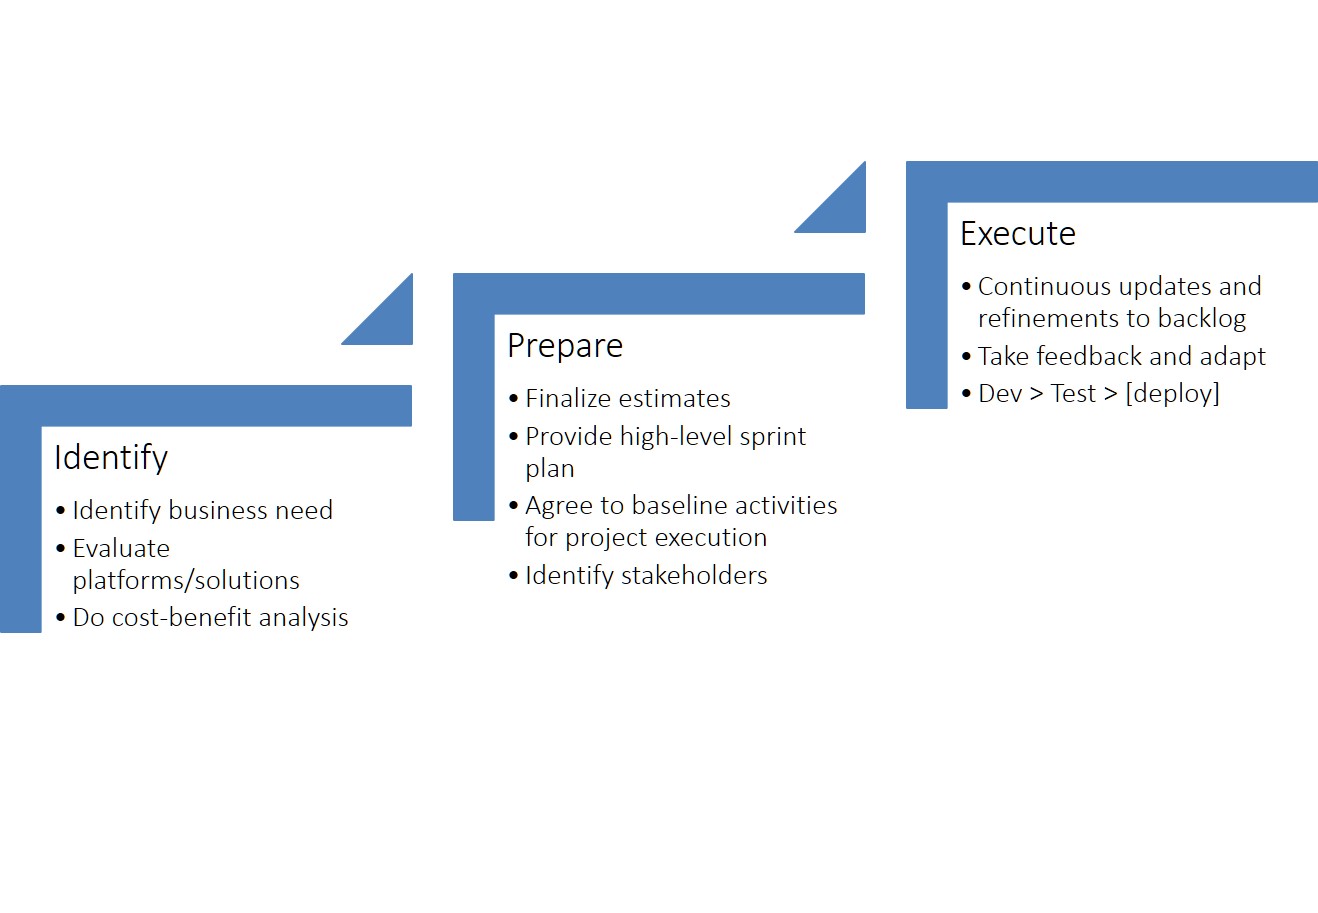 Identify
• Identify business need
• Evaluate
platforms/solutions
• Do cost-benefit analysis
Prepare
• Finalize estimates
• Provide high-level sprint
plan
• Agree to baseline activities
for project execution
• Identify stakeholders
Execute
• Continuous updates and
refinements to backlog
• Take feedback and adapt
• Dev > Test > [deploy]